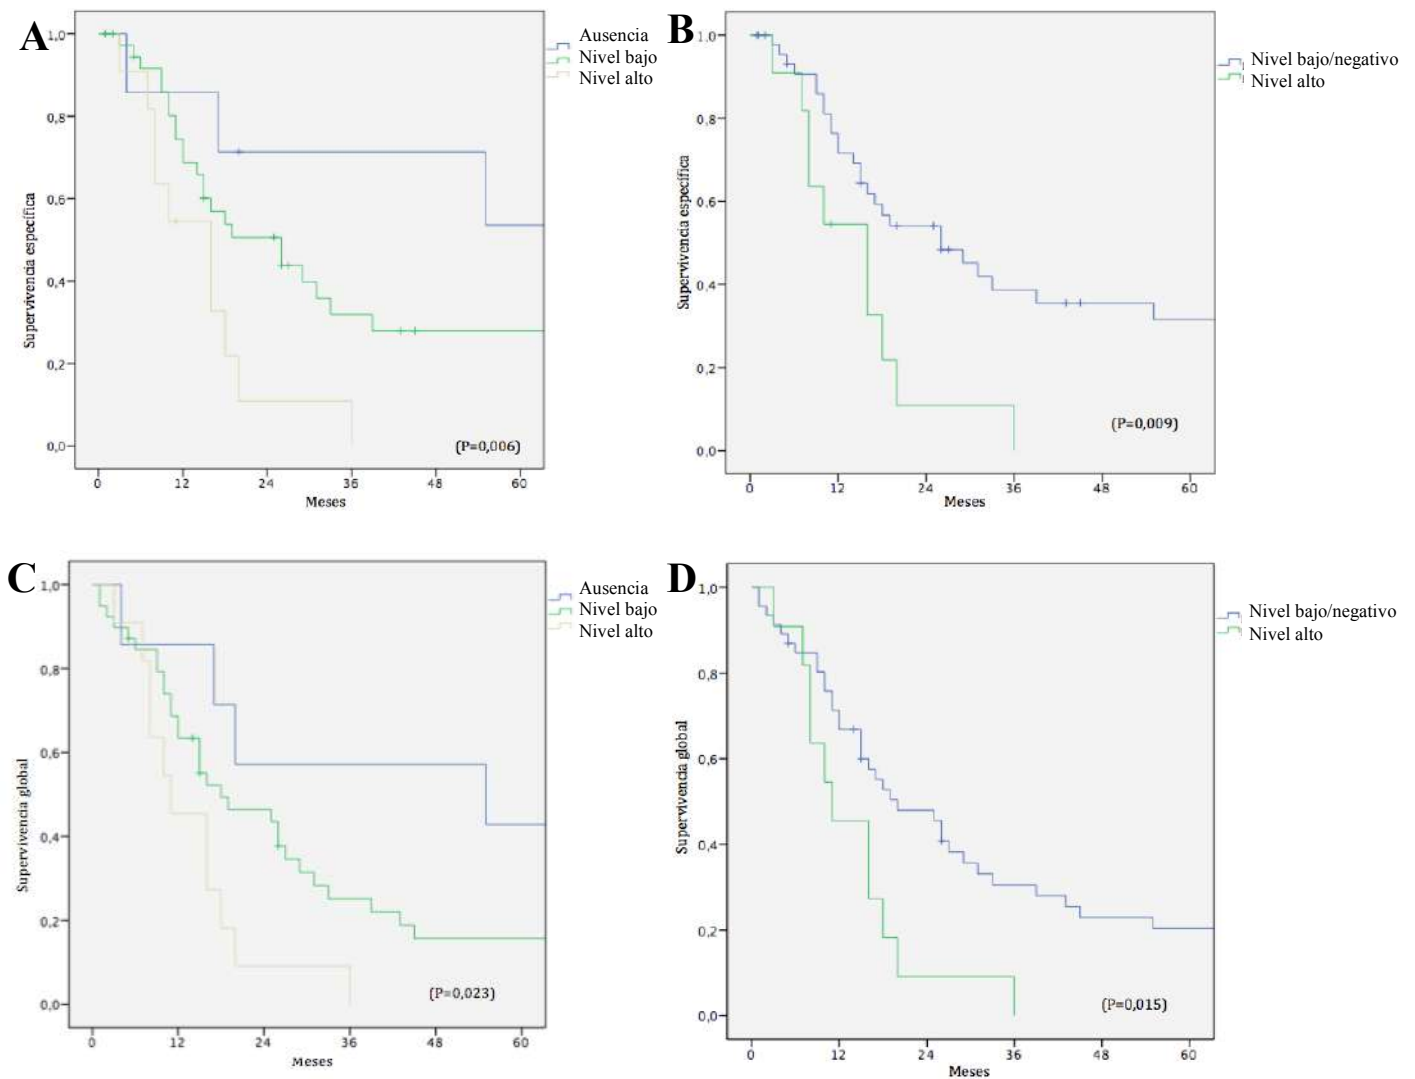 A
Supervivencia específica
1,0
0,8
0,6
0,4
0,2
0,0
Ausencia
Nivel bajo
Nivel alto
(P=0,006)
0 12 24 36 48 60
Meses
B
Supervivencia específica
1,0
0,8
0,6
0,4
0,2
0,0
Nivel bajo/negativo
Nivel alto
(P=0,009)
0 12 24 36 48 60
Meses
C
Supervivencia global
1,0
0,8
0,6
0,4
0,2
0,0
Ausencia
Nivel bajo
Nivel alto
(P=0,023)
0 12 24 36 48 60
Meses
D
Supervivencia global
1,0
0,8
0,6
0,4
0,2
0,0
Nivel bajo/negativo
Nivel alto
(P=0,015)
0 12 24 36 48 60
Meses